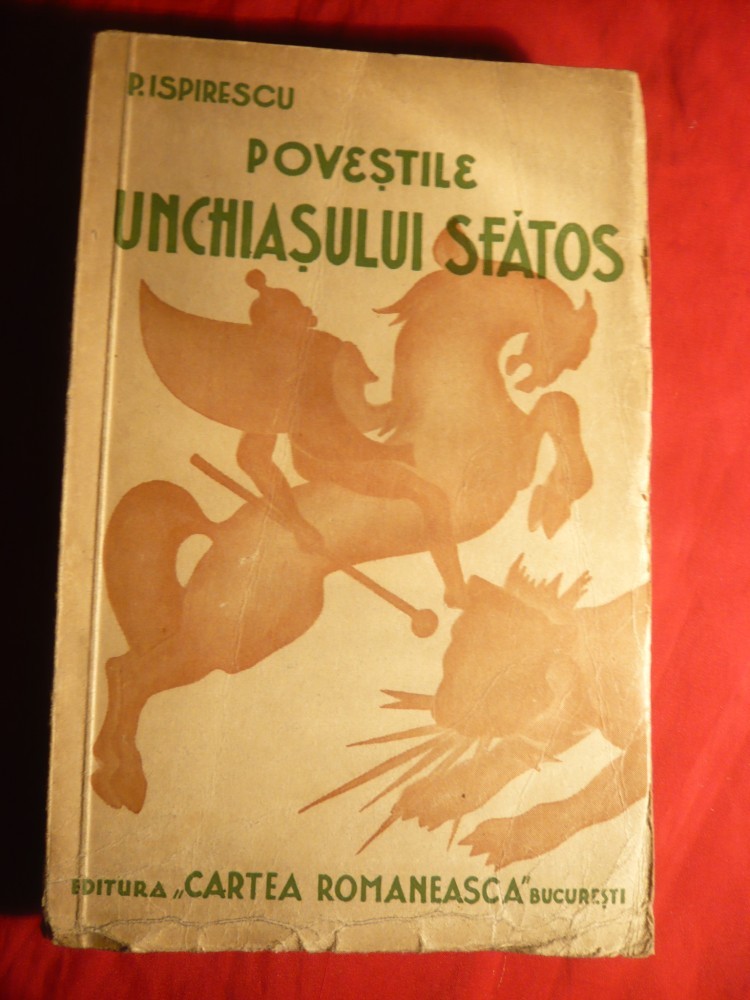 P. ISPIRESCU
POVEȘTILE
UNCHIAȘULUI SFĂTOS
EDITURA „CARTEA ROMANEASCA" BUCUREȘTI